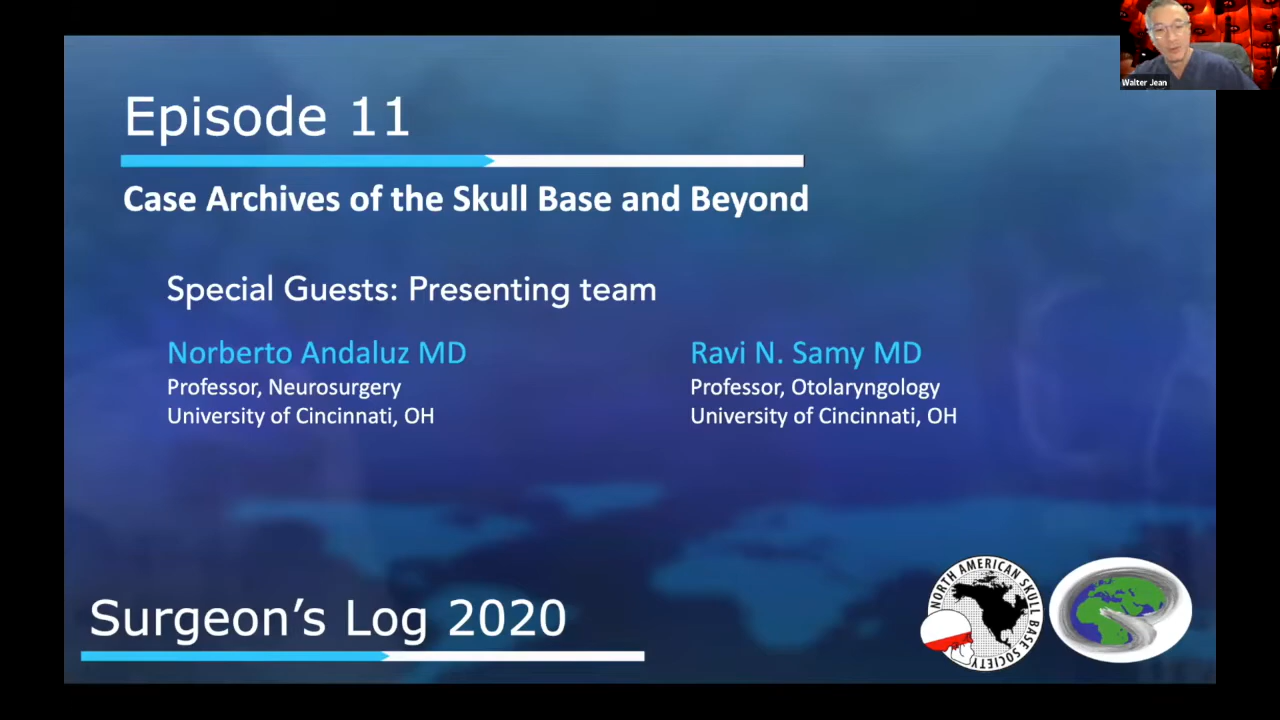 Walter Jean
Episode 11
Case Archives of the Skull Base and Beyond
Special Guests: Presenting team
Norberto Andaluz MD
Professor, Neurosurgery
University of Cincinnati, OH
Ravi N. Samy MD
Professor, Otolaryngology
University of Cincinnati, OH
Surgeon’s Log 2020
NORTH AMERICAN SKULL BASE SOCIETY